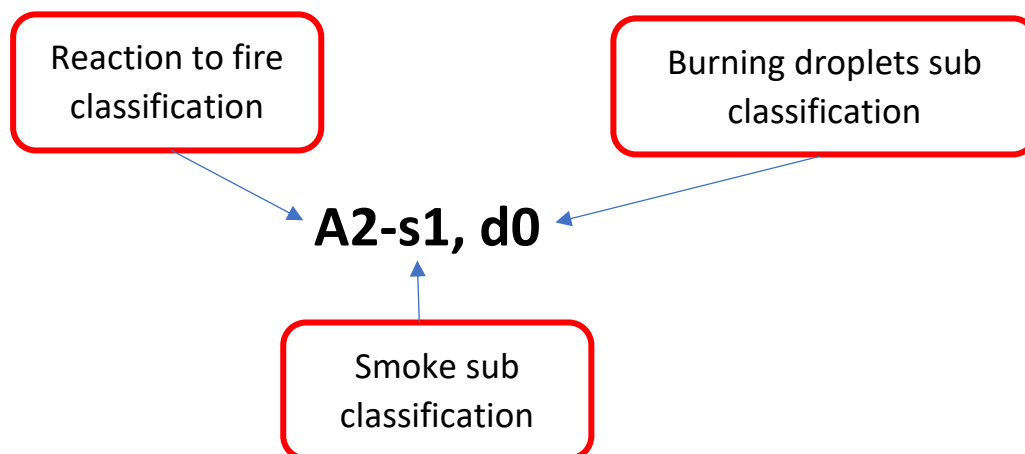 Reaction to fire
classification
Burning droplets sub
classification
A2-s1, d0
Smoke sub
classification